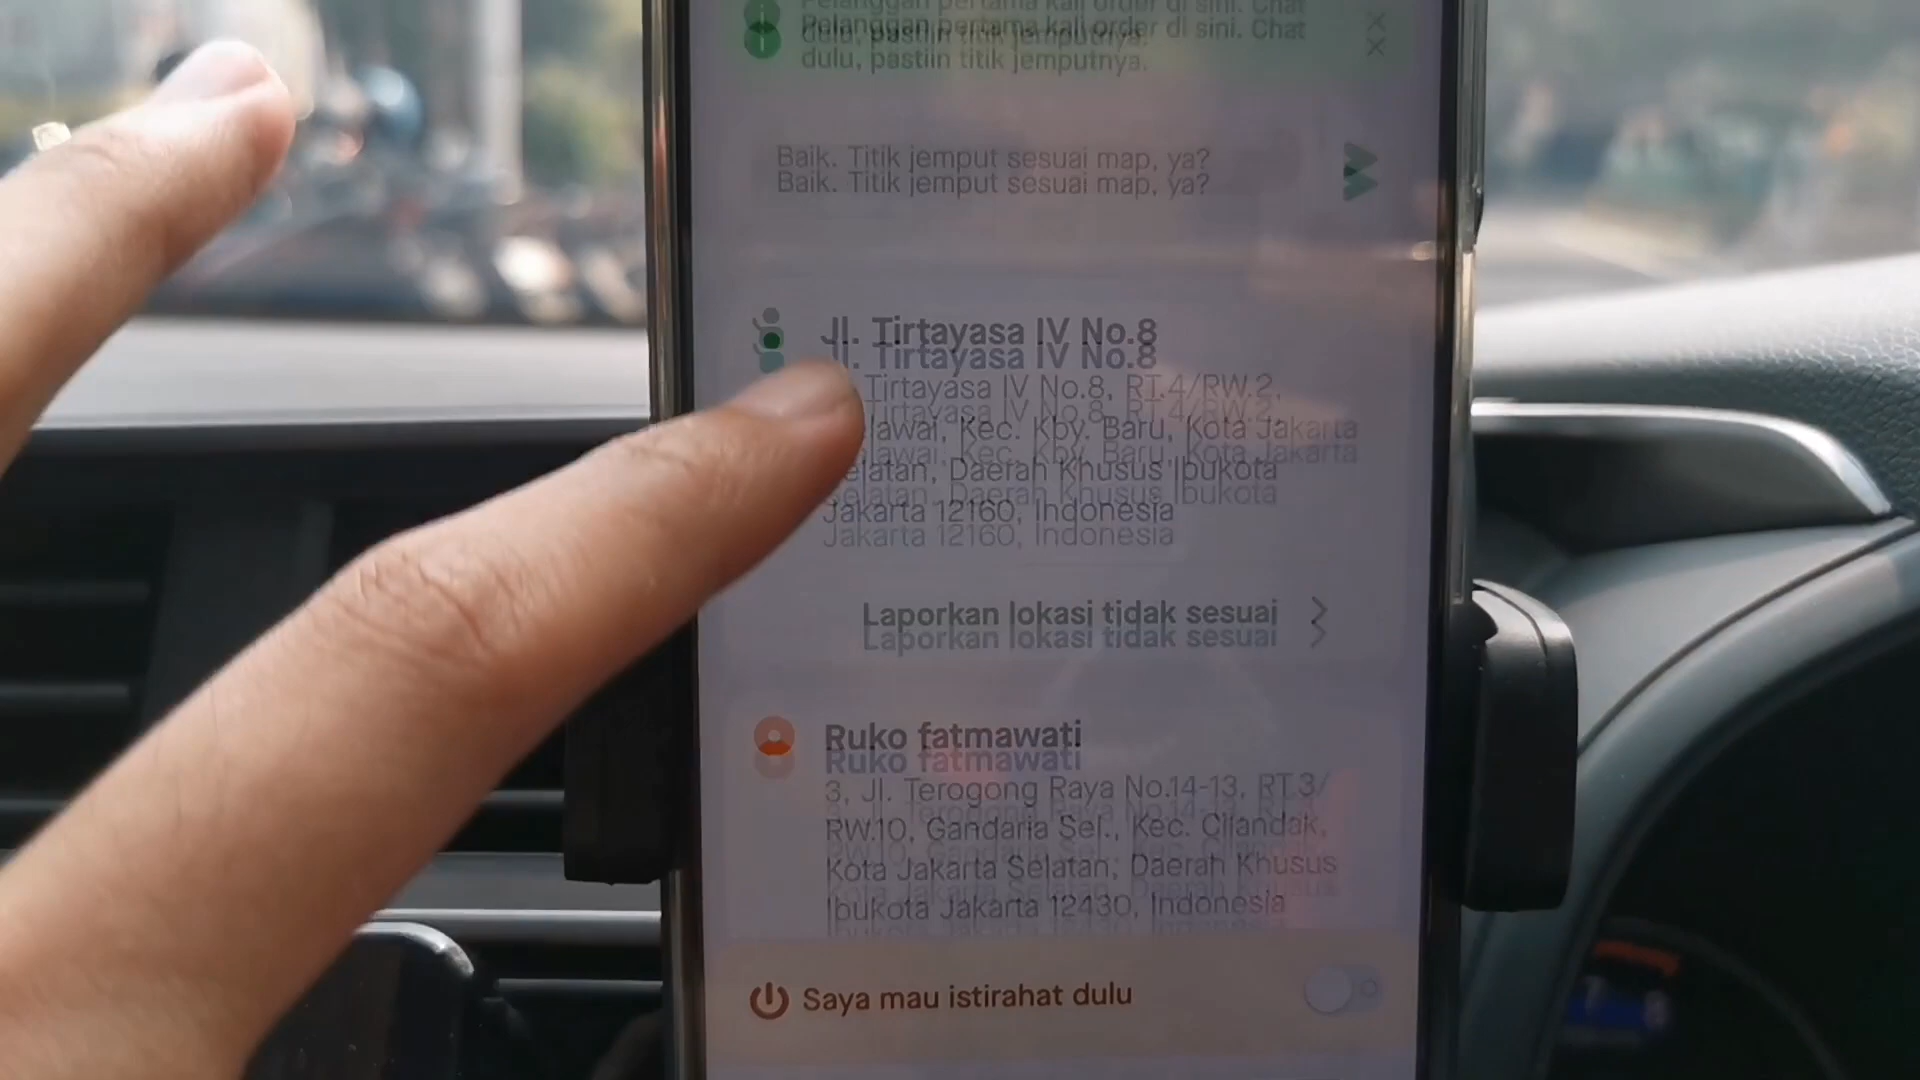 Pelanggan pertama kali order di sini. Chat
dulu, pastiin titik jemputnya.
Baik. Titik jemput sesuai map, ya?
Jl. Tirtayasa IV No.8
Tirtayasa IV No.8, RT.4/RW.2,
Kec. Kby. Baru, Kota Jakarta
Selatan, Daerah Khusus Ibukota
Jakarta 12160, Indonesia
Laporkan lokasi tidak sesuai
Ruko fatmawati
3, Jl. Terogong Raya No.14-13, RT.3/
RW.10, Gandaria Sel., Kec. Cilandak,
Kota Jakarta Selatan, Daerah Khusus
Ibukota Jakarta 12430, Indonesia
Saya mau istirahat dulu